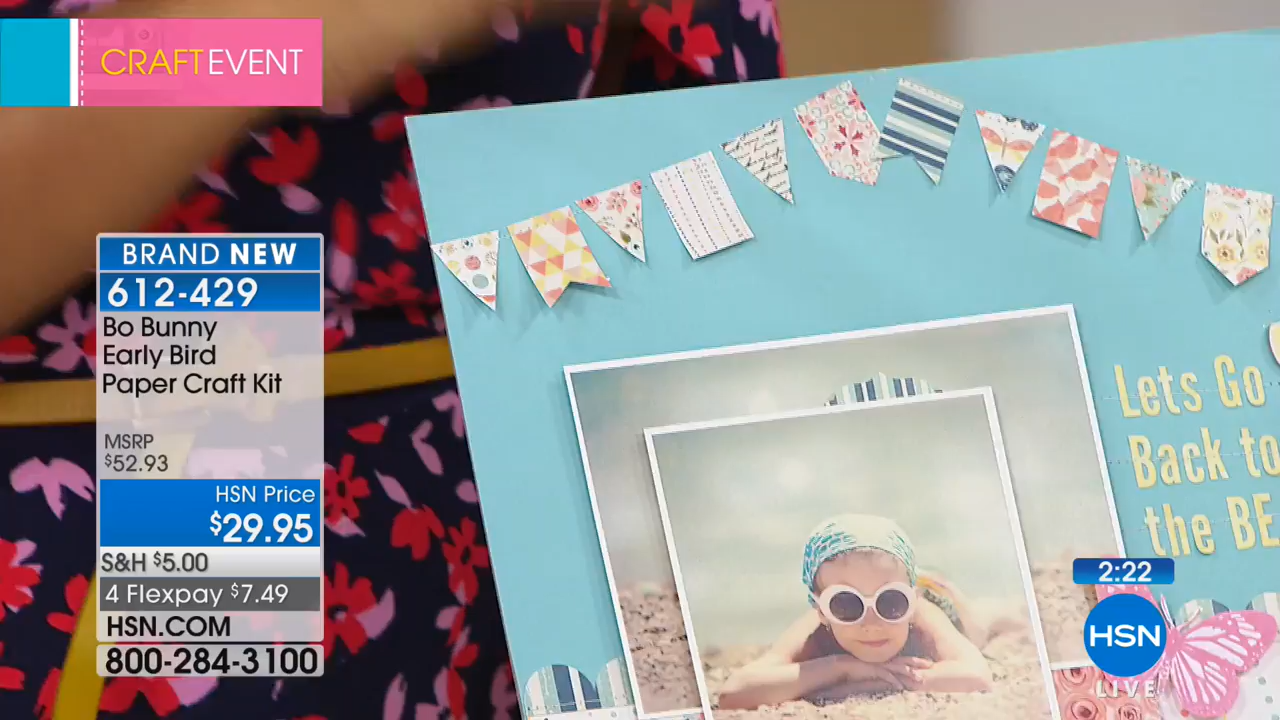 CRAFT EVENT
BRAND NEW
612-429
Bo Bunny
Early Bird
Paper Craft Kit
MSRP
$52.93
HSN Price
$29.95
S&H $5.00
4 Flexpay $7.49
HSN.COM
800-284-3100
Lets Go
Back to
the BE
2:22
HSN
LIVE